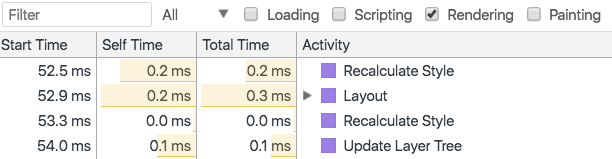 Filter All Loading Scripting Rendering Painting
Start Time Self Time Total Time Activity
52.5 ms 0.2 ms 0.2 ms Recalculate Style
52.9 ms 0.2 ms 0.3 ms Layout
53.3 ms 0.0 ms 0.0 ms Recalculate Style
54.0 ms 0.1 ms 0.1 ms Update Layer Tree